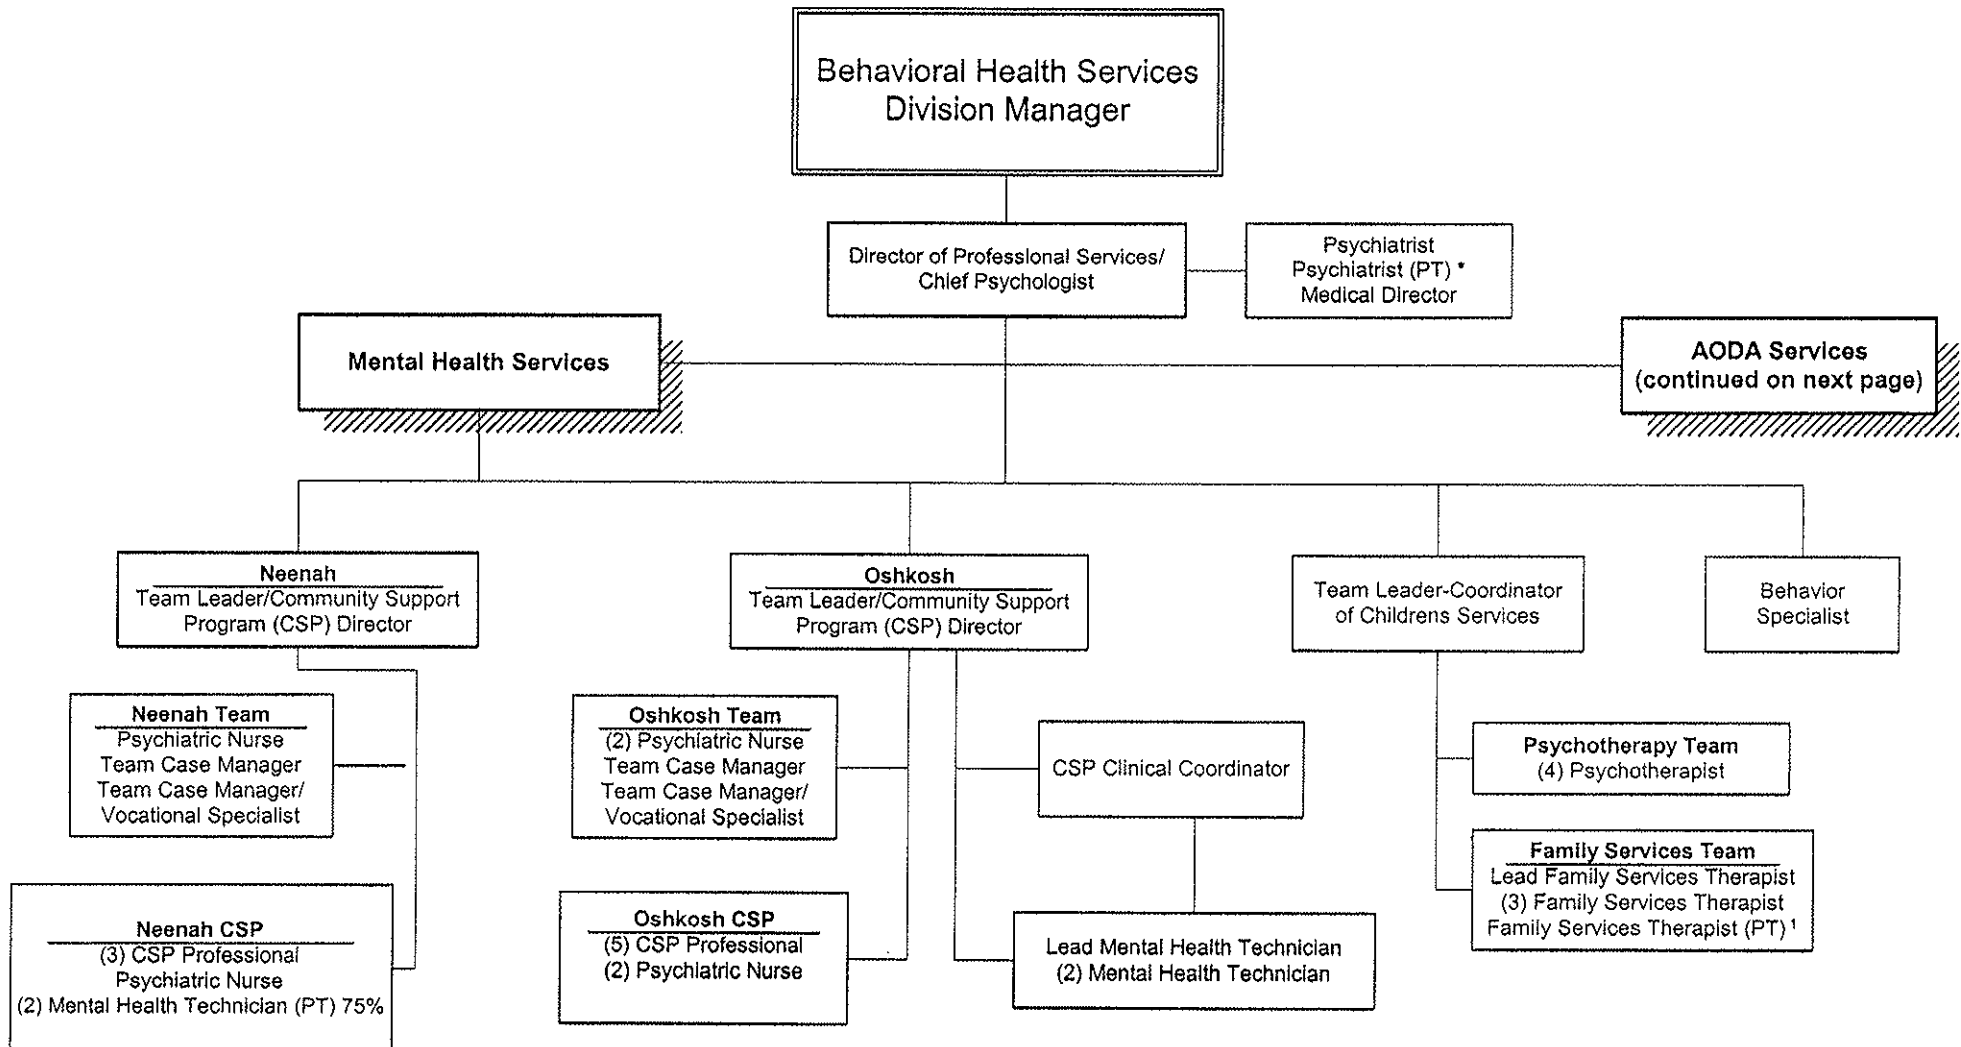 Behavioral Health Services
Division Manager
Director of Professional Services/
Chief Psychologist
Psychiatrist
Psychiatrist (PT) *
Medical Director
Mental Health Services
AODA Services
(continued on next page)
Neenah
Team Leader/Community Support
Program (CSP) Director
Oshkosh
Team Leader/Community Support
Program (CSP) Director
Team Leader-Coordinator
of Childrens Services
Behavior
Specialist
Neenah Team
Psychiatric Nurse
Team Case Manager
Team Case Manager/
Vocational Specialist
Oshkosh Team
(2) Psychiatric Nurse
Team Case Manager
Team Case Manager/
Vocational Specialist
CSP Clinical Coordinator
Psychotherapy Team
(4) Psychotherapist
Neenah CSP
(3) CSP Professional
Psychiatric Nurse
(2) Mental Health Technician (PT) 75%
Oshkosh CSP
(5) CSP Professional
(2) Psychiatric Nurse
Lead Mental Health Technician
(2) Mental Health Technician
Family Services Team
Lead Family Services Therapist
(3) Family Services Therapist
Family Services Therapist (PT) ¹